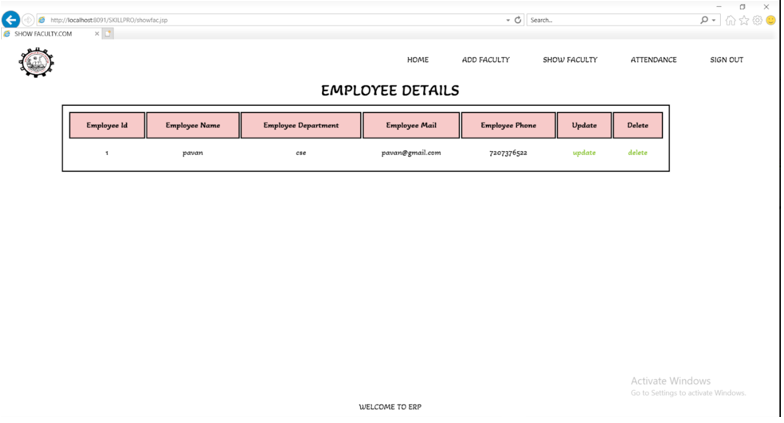 http://localhost:8091/SKILLPRO/showfac.jsp
Search...
SHOW FACULTY.COM
HOME ADD FACULTY SHOW FACULTY ATTENDANCE SIGN OUT
EMPLOYEE DETAILS
Employee Id Employee Name Employee Department Employee Mail Employee Phone Update Delete
1 pavan cse pavan@gmail.com 7207376522 update delete
Activate Windows
Go to Settings to activate Windows.
WELCOME TO ERP